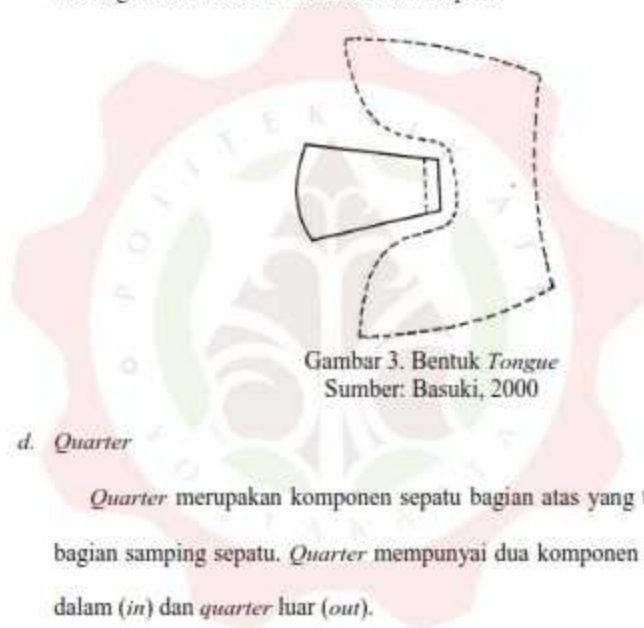 Gambar 3. Bentuk Tongue
Sumber: Basuki, 2000
d. Quarter
Quarter merupakan komponen sepatu bagian atas yang
bagian samping sepatu. Quarter mempunyai dua komponen
dalam (in) dan quarter luar (out).